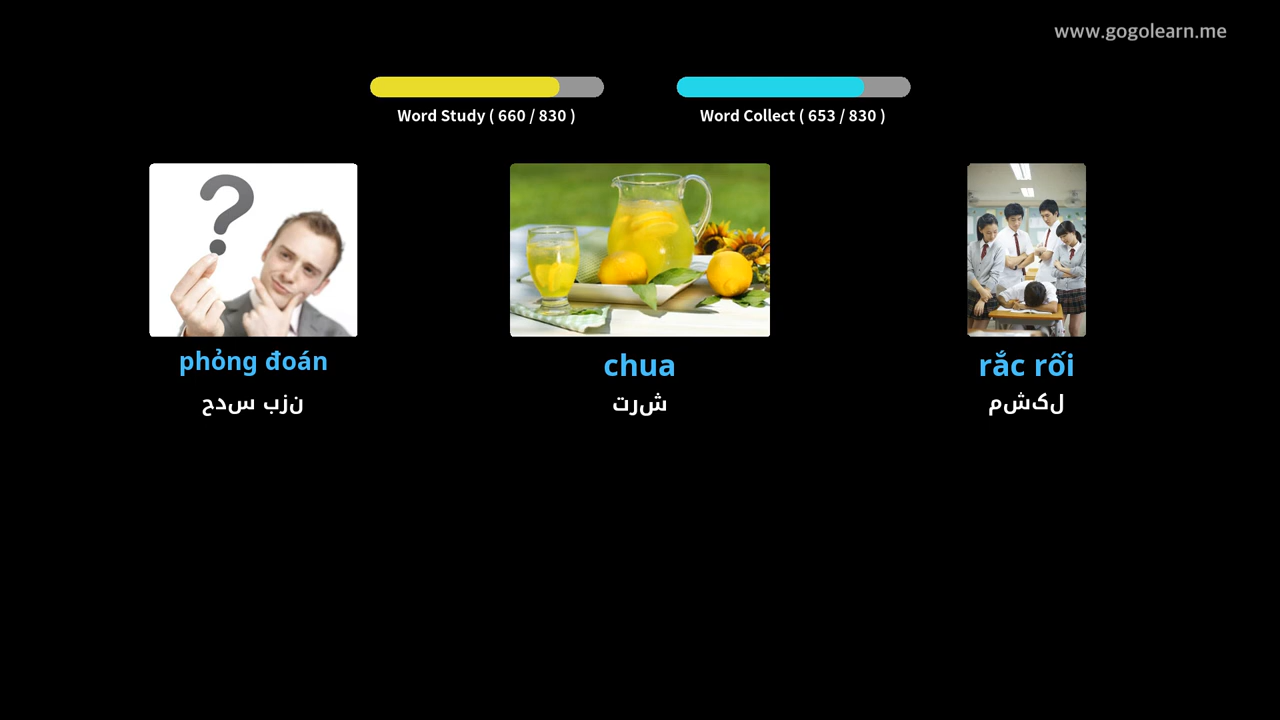 www.gogolearn.me
Word Study ( 660 / 830 )
Word Collect ( 653 / 830 )
phỏng đoán
chua
rắc rối
نزب سدح
شرت
لکشم